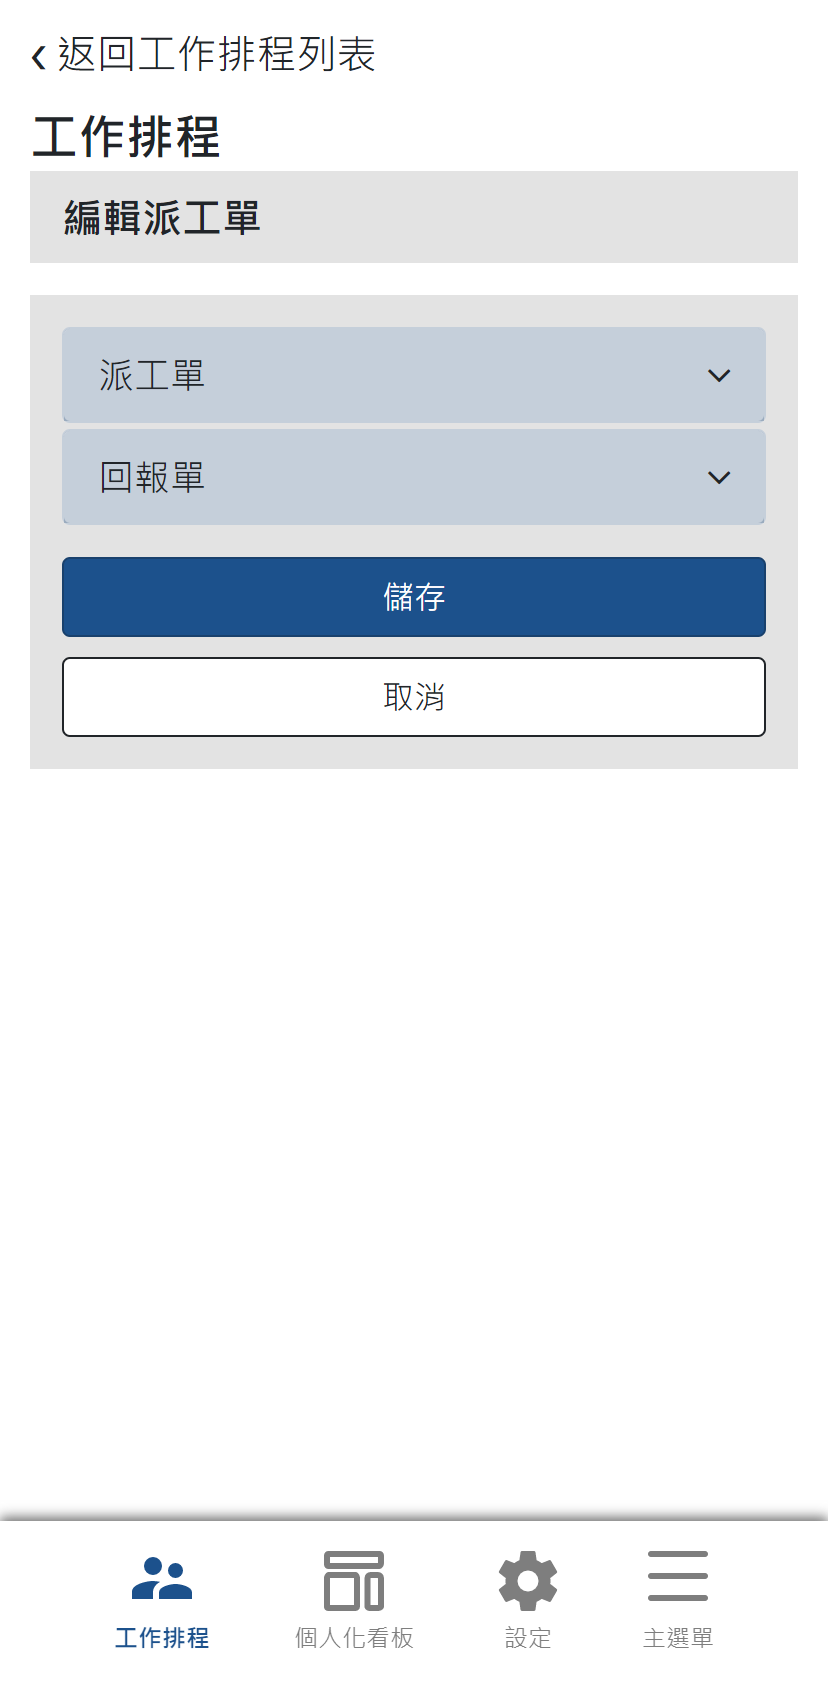 ‹ 返回工作排程列表
工作排程
編輯派工單
派工單
回報單
儲存
取消
工作排程 個人化看板 設定 主選單